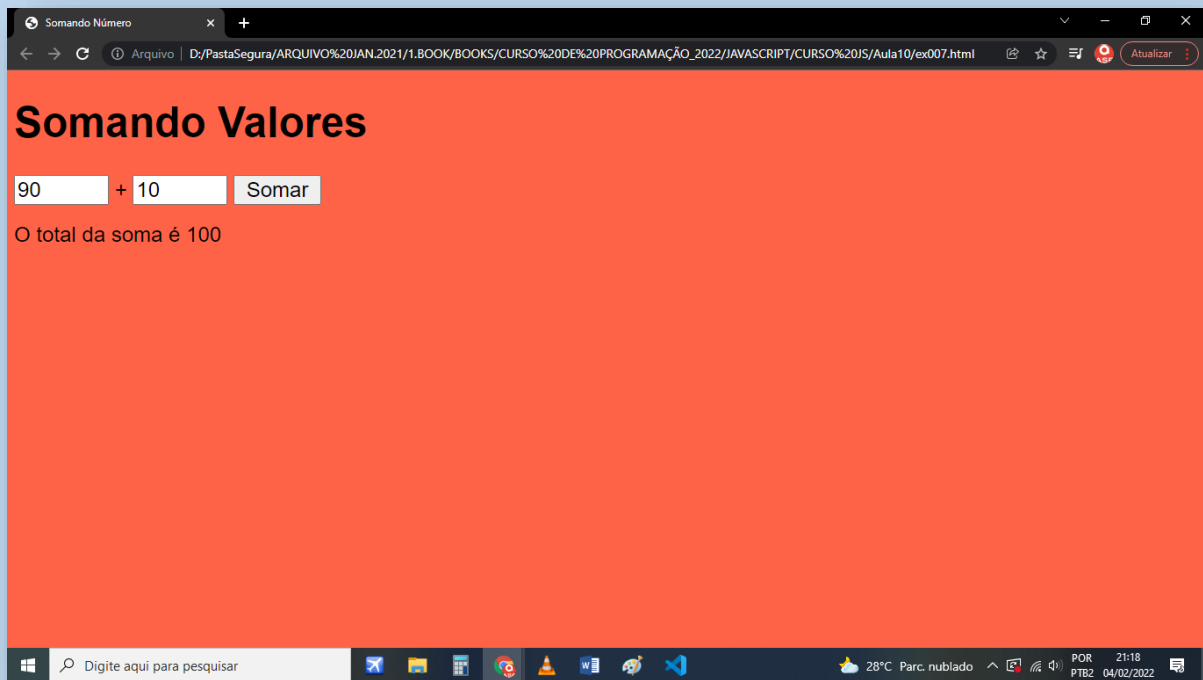 Somando Número
Arquivo
D:/PastaSegura/ARQUIVO%20JAN.2021/1.BOOK/BOOKS/CURSO%20DE%20PROGRAMAÇÃO_2022/JAVASCRIPT/CURSO%20JS/Aula10/ex007.html
Atualizar
Somando Valores
90 + 10 Somar
O total da soma é 100
Digite aqui para pesquisar
28°C Parc. nublado
POR
PTB2
21:18
04/02/2022